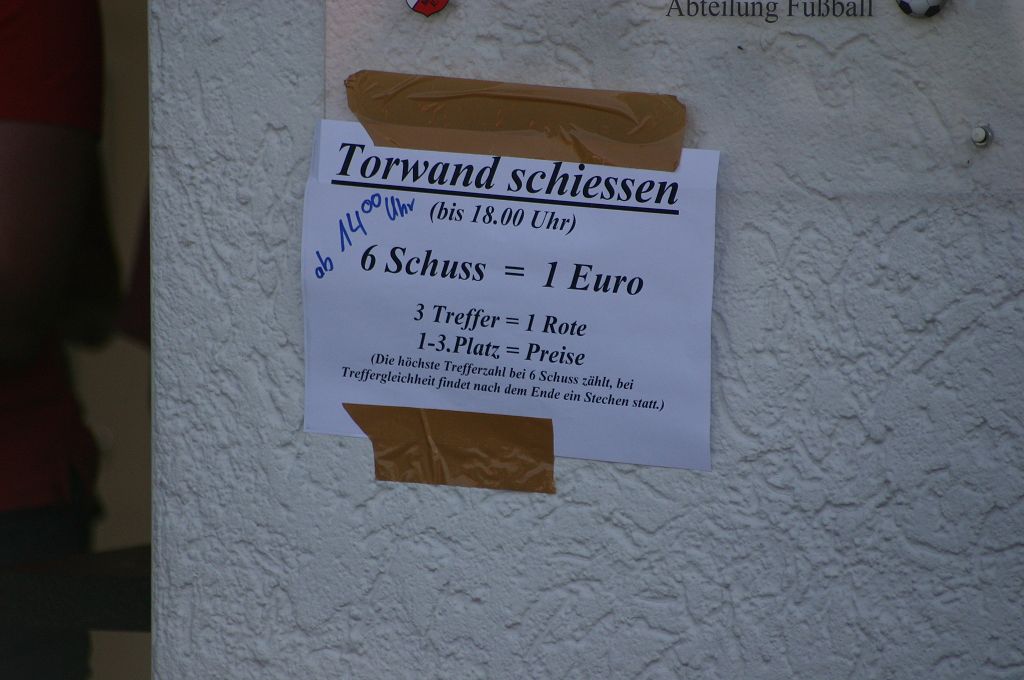 Abteilung Fußball
Torwand schiessen
(bis 18.00 Uhr)
ab 14⁰⁰ Uhr
6 Schuss = 1 Euro
3 Treffer = 1 Rote
1-3.Platz = Preise
(Die höchste Trefferzahl bei 6 Schuss zählt, bei
Treffergleichheit findet nach dem Ende ein Stechen statt.)